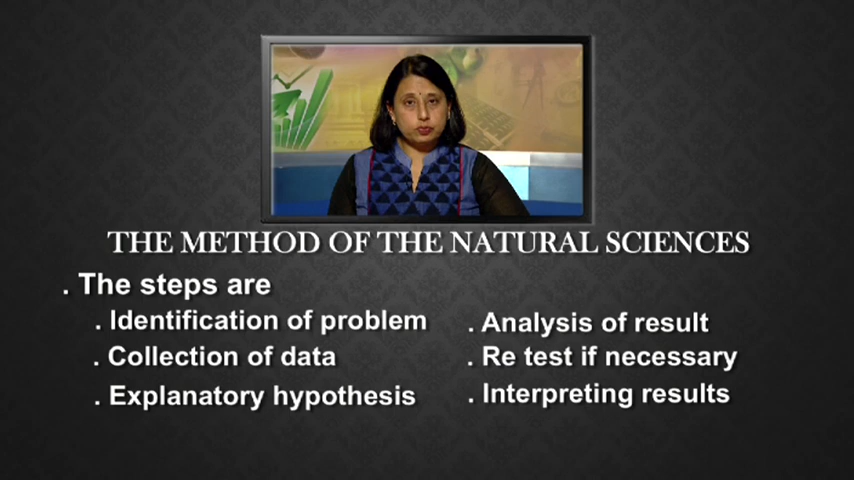 THE METHOD OF THE NATURAL SCIENCES
. The steps are
. Identification of problem
. Collection of data
. Explanatory hypothesis
. Analysis of result
. Re test if necessary
. Interpreting results